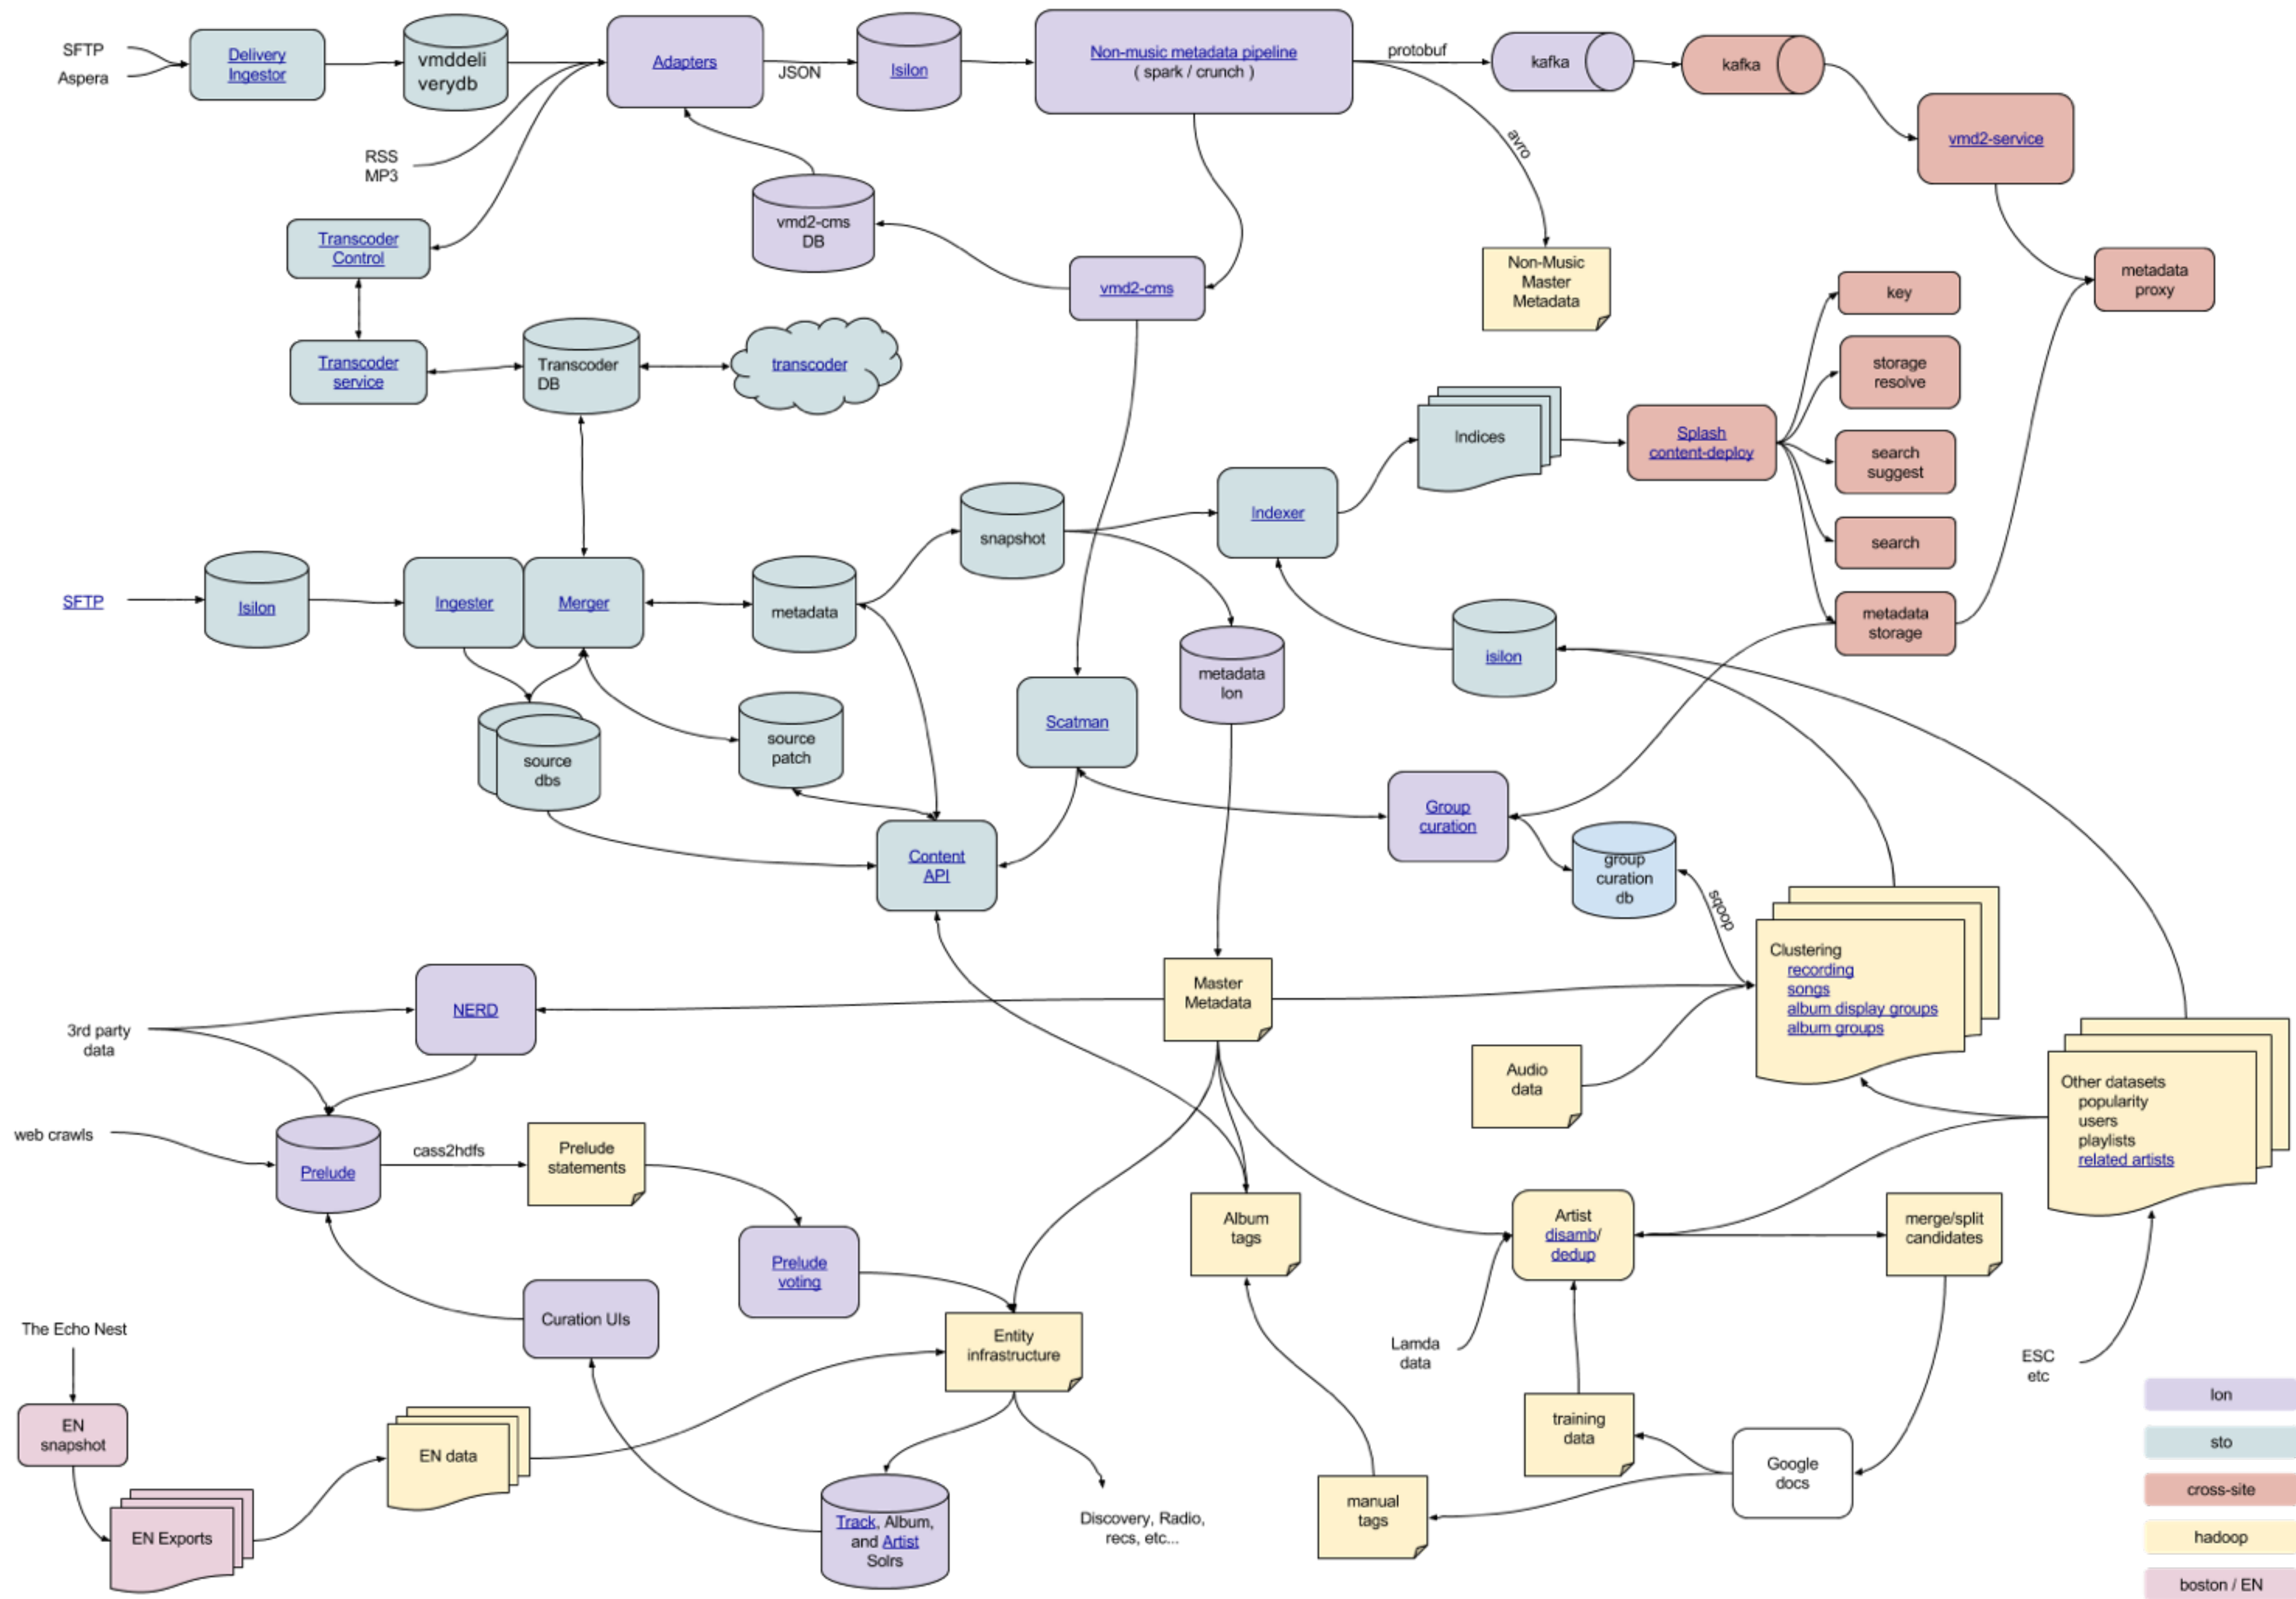 SFTP
Aspera
Delivery
Ingestor
vmddeli
verydb
Adapters
JSON
Isilon
Non-music metadata pipeline
( spark / crunch )
protobuf
kafka
kafka
avro
vmd2-service
RSS
MP3
vmd2-cms
DB
Transcoder
Control
vmd2-cms
Non-Music
Master
Metadata
metadata
proxy
key
Transcoder
service
Transcoder
DB
transcoder
storage
resolve
Indices
Splash
content-deploy
search
suggest
Indexer
snapshot
search
SFTP
Isilon
Ingester
Merger
metadata
metadata
storage
isilon
metadata
lon
Scatman
source
dbs
source
patch
Group
curation
Content
API
group
curation
db
sqoop
Clustering
recording
songs
album display groups
album groups
NERD
Master
Metadata
3rd party
data
Audio
data
Other datasets
popularity
users
playlists
related artists
web crawls
Prelude
cass2hdfs
Prelude
statements
Album
tags
Artist
disamb/
dedup
merge/split
candidates
Prelude
voting
Curation UIs
The Echo Nest
Entity
infrastructure
Lamda
data
ESC
etc
EN
snapshot
EN data
training
data
Google
docs
manual
tags
EN Exports
Track, Album,
and Artist
Solrs
Discovery, Radio,
recs, etc...
lon
sto
cross-site
hadoop
boston / EN